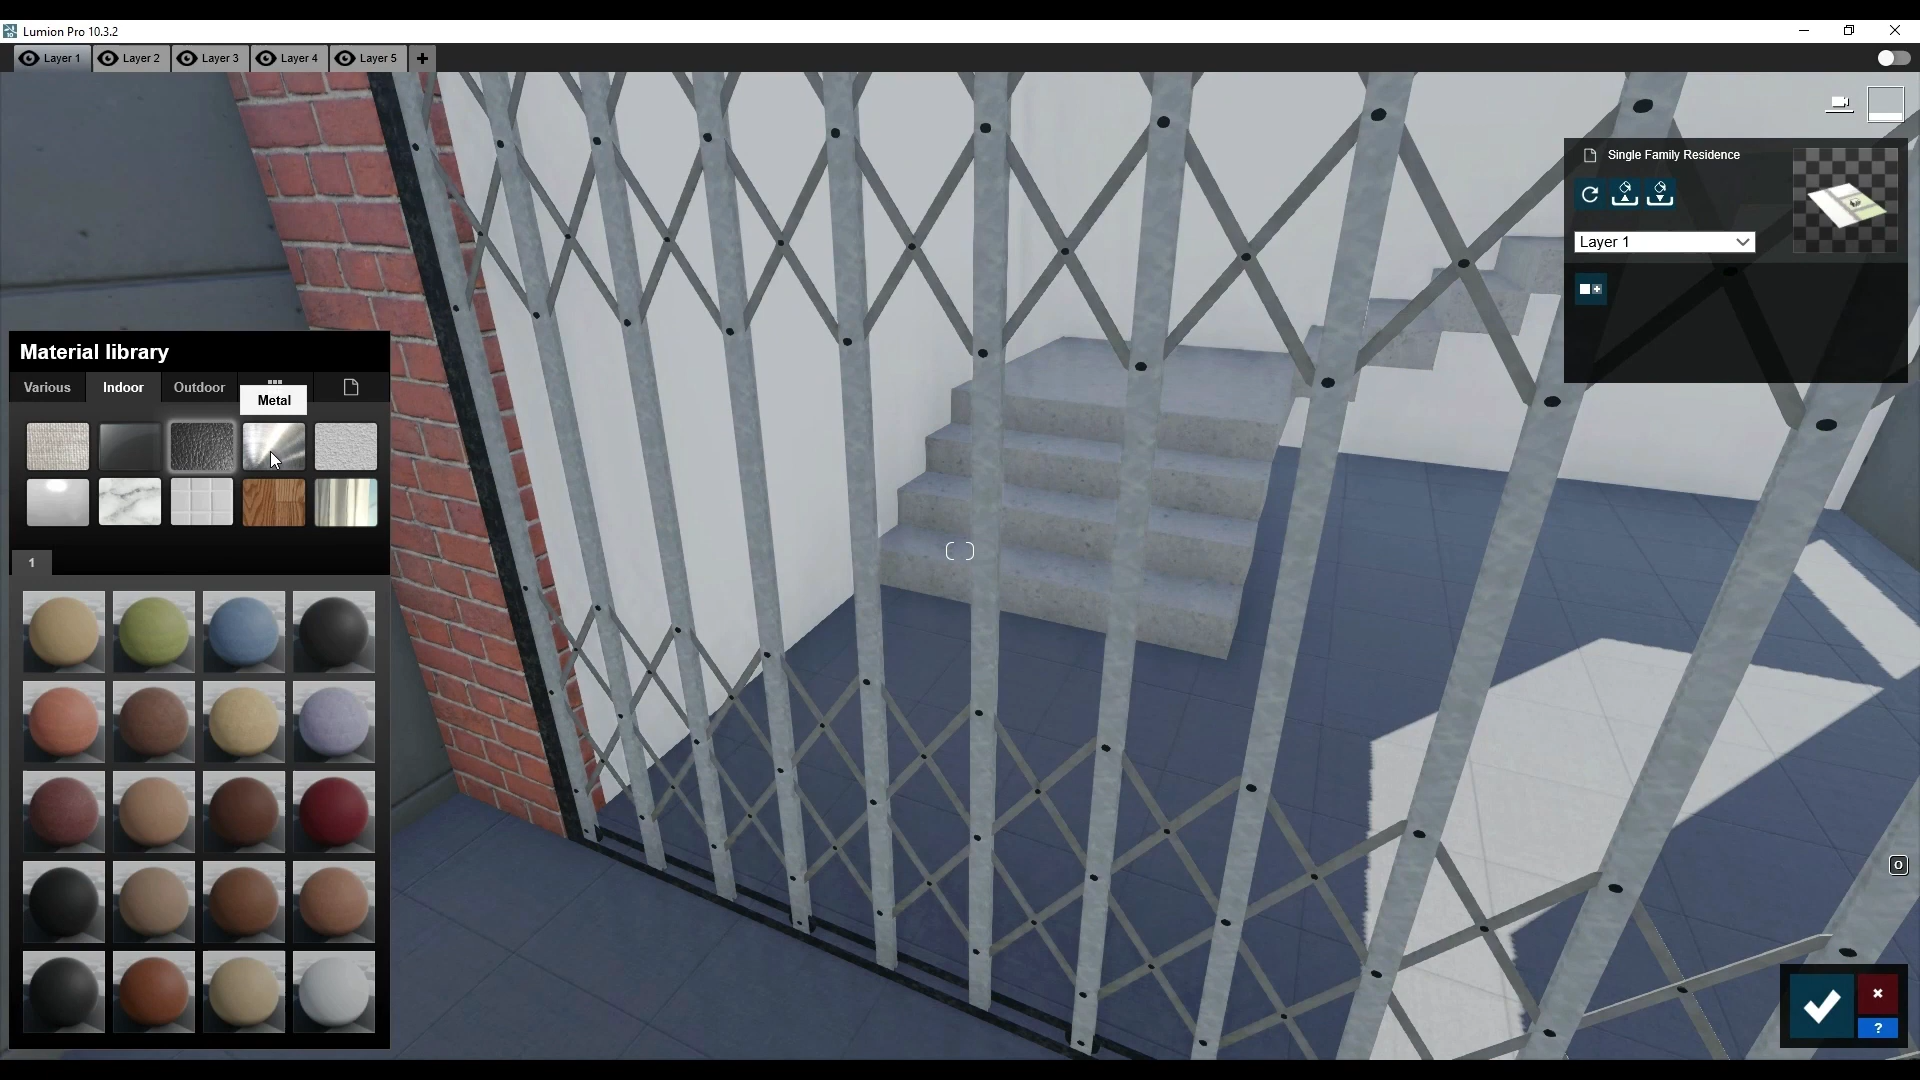 Lumion Pro 10.3.2
Layer 1
Layer 2
Layer 3
Layer 4
Layer 5
+
Single Family Residence
Layer 1
Material library
Various
Indoor
Outdoor
Metal
1
O
?